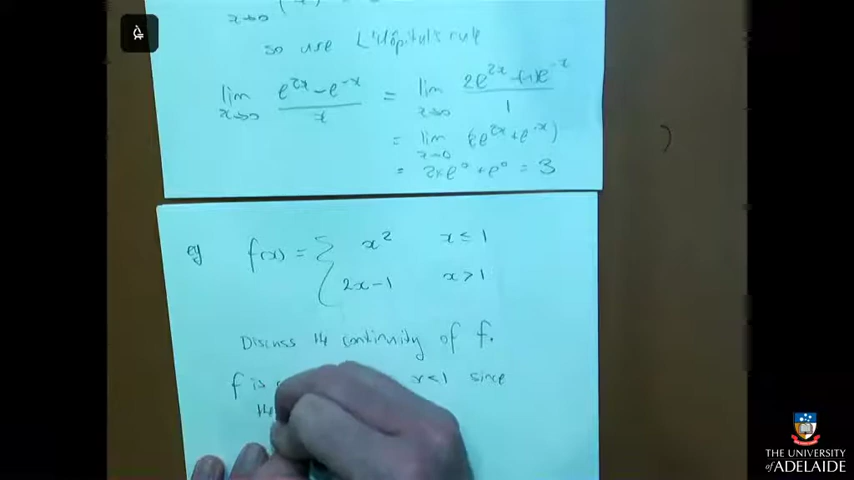 x→0
so use L'Hôpital's rule
lim e^{2x} - e^{-x} / x = lim 2e^{2x} - (-1)e^{-x} / 1
x→0 x→0
= lim (2e^{2x} + e^{-x})
x→0
= 2×e^0 + e^0 = 3
eg f(x) = { x^2 x ≤ 1
2x-1 x > 1
Discuss the continuity of f.
f is x<1 since
THE UNIVERSITY
of ADELAIDE